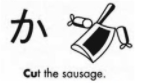 か
Cut the sausage.